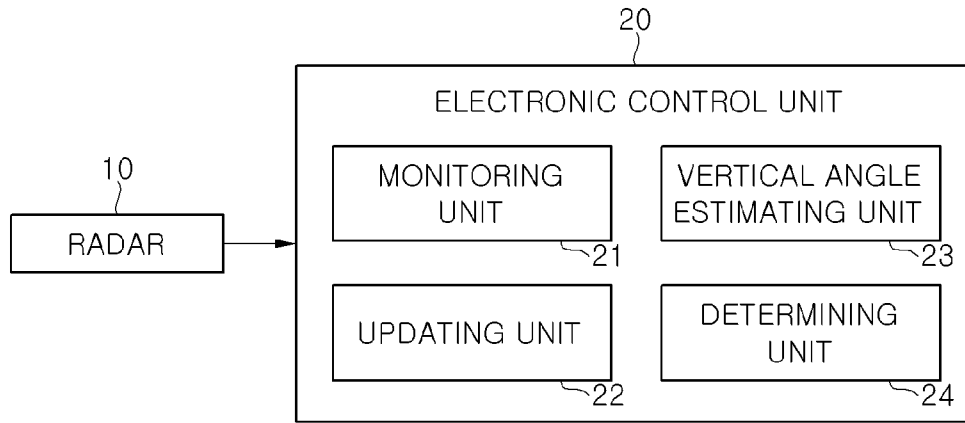 20
ELECTRONIC CONTROL UNIT
10
RADAR
MONITORING
UNIT
21
VERTICAL ANGLE
ESTIMATING UNIT
23
UPDATING UNIT
22
DETERMINING
UNIT
24